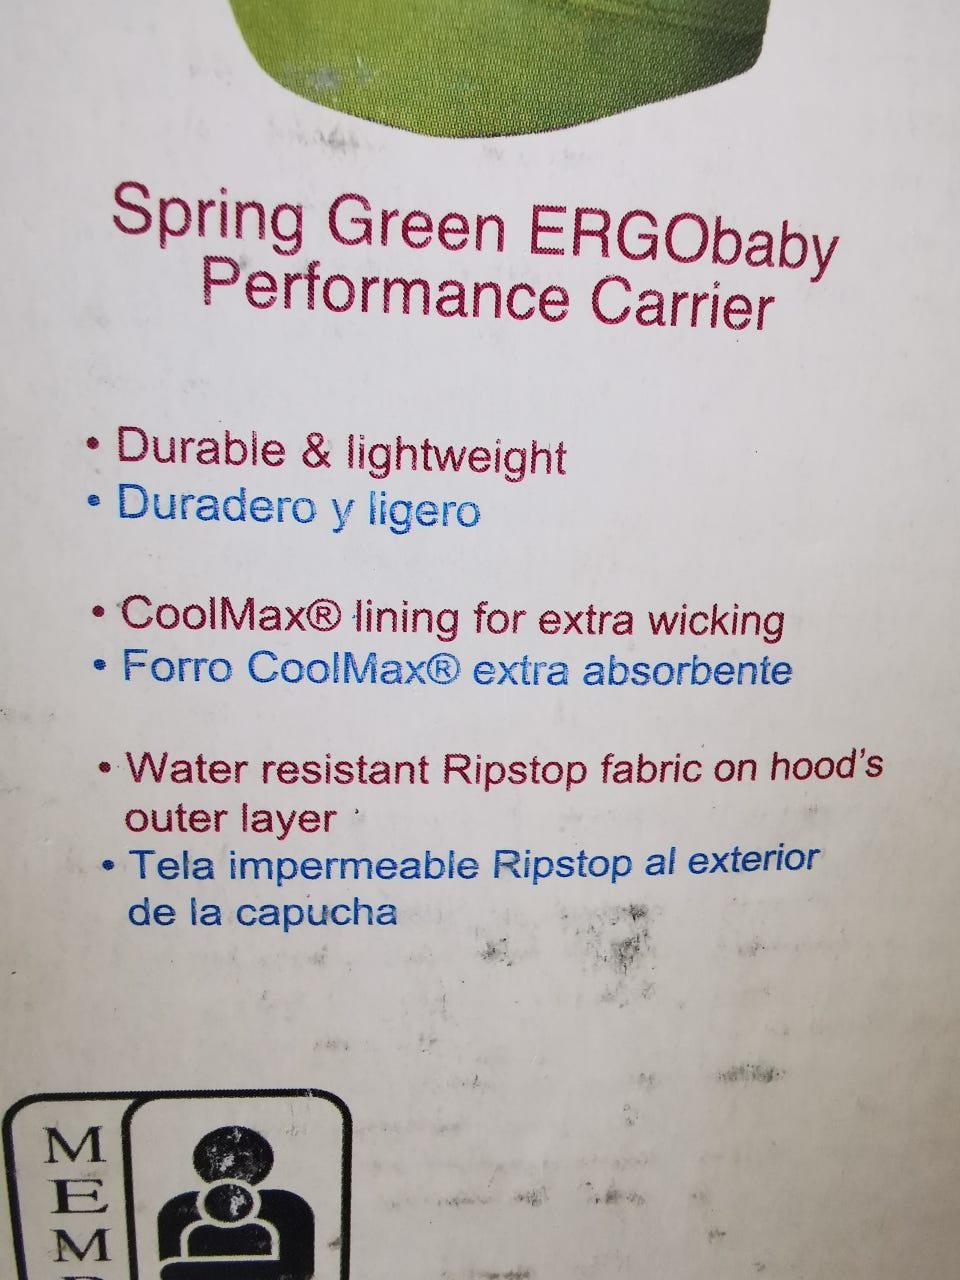 Spring Green ERGObaby
Performance Carrier
• Durable & lightweight
• Duradero y ligero
• CoolMax® lining for extra wicking
• Forro CoolMax® extra absorbente
• Water resistant Ripstop fabric on hood's
outer layer
• Tela impermeable Ripstop al exterior
de la capucha
M
E
M